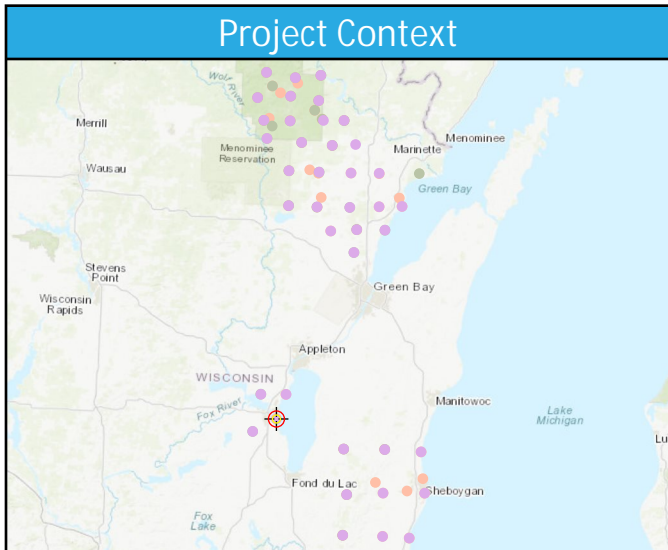 Project Context
Wolf
River
Merrill
Menominee
Marinette
Menominee
Reservation
Wausau
Green Bay
Stevens
Point
Green Bay
Wisconsin
Rapids
Appleton
WISCONSIN
Fox River
Manitowoc
Lake
Michigan
Lu
Fond du Lac
Sheboygan
Fox
Lake